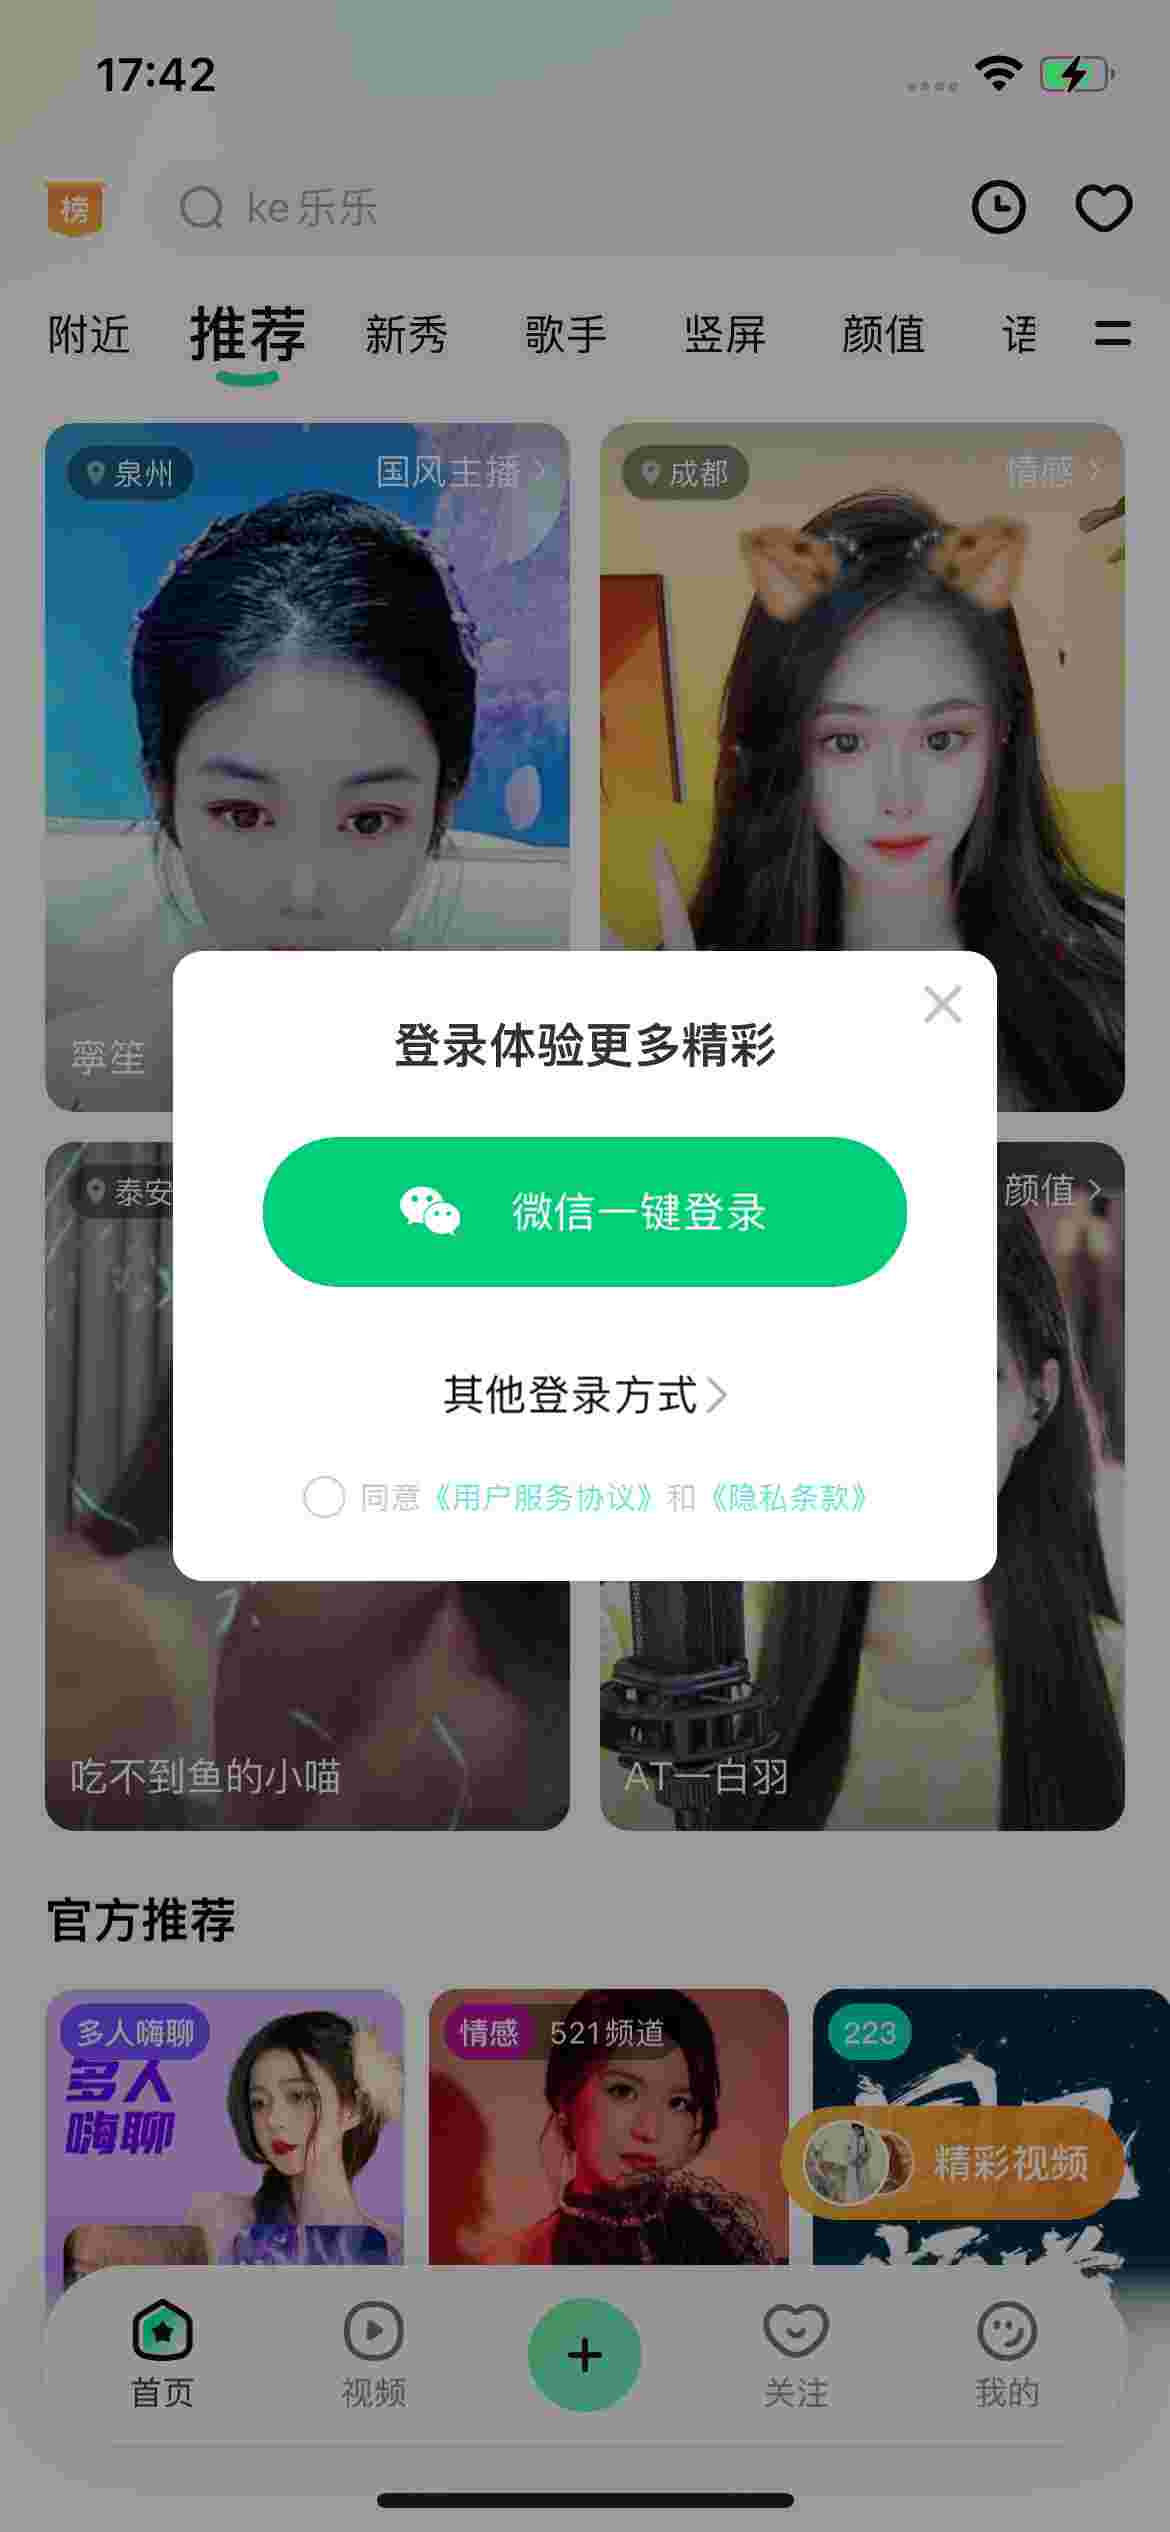 17:42
榜
ke乐乐
附近 推荐 新秀 歌手 竖屏 颜值 语
泉州 国风主播
成都 情感
寧笙
登录体验更多精彩
微信一键登录
其他登录方式
同意《用户服务协议》和《隐私条款》
泰安
颜值
吃不到鱼的小喵
AT一白羽
官方推荐
多人嗨聊
多人
嗨聊
情感 521频道
223
精彩视频
首页 视频 关注 我的